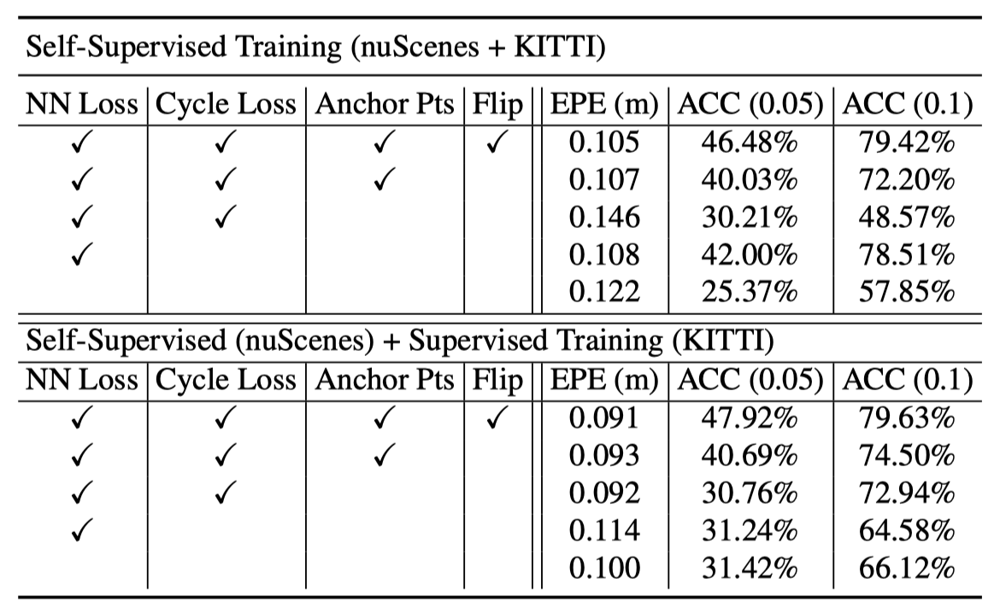 Self-Supervised Training (nuScenes + KITTI)
NN Loss Cycle Loss Anchor Pts Flip EPE (m) ACC (0.05) ACC (0.1)
✓ ✓ ✓ ✓ 0.105 46.48% 79.42%
✓ ✓ ✓ 0.107 40.03% 72.20%
✓ ✓ 0.146 30.21% 48.57%
✓ 0.108 42.00% 78.51%
0.122 25.37% 57.85%
Self-Supervised (nuScenes) + Supervised Training (KITTI)
NN Loss Cycle Loss Anchor Pts Flip EPE (m) ACC (0.05) ACC (0.1)
✓ ✓ ✓ ✓ 0.091 47.92% 79.63%
✓ ✓ ✓ 0.093 40.69% 74.50%
✓ ✓ 0.092 30.76% 72.94%
✓ 0.114 31.24% 64.58%
0.100 31.42% 66.12%